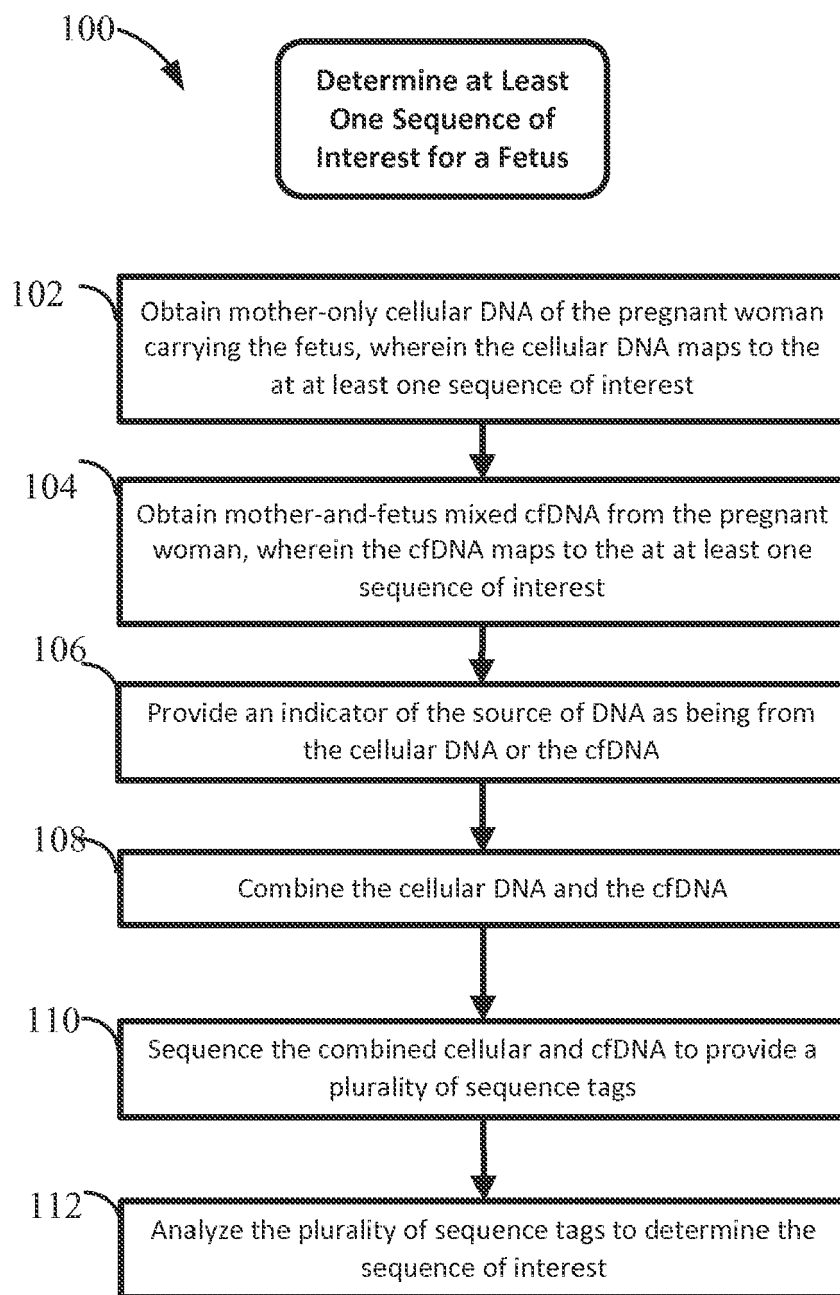 100
Determine at Least
One Sequence of
Interest for a Fetus
102
Obtain mother-only cellular DNA of the pregnant woman
carrying the fetus, wherein the cellular DNA maps to the
at at least one sequence of interest
104
Obtain mother-and-fetus mixed cfDNA from the pregnant
woman, wherein the cfDNA maps to the at at least one
sequence of interest
106
Provide an indicator of the source of DNA as being from
the cellular DNA or the cfDNA
108
Combine the cellular DNA and the cfDNA
110
Sequence the combined cellular and cfDNA to provide a
plurality of sequence tags
112
Analyze the plurality of sequence tags to determine the
sequence of interest